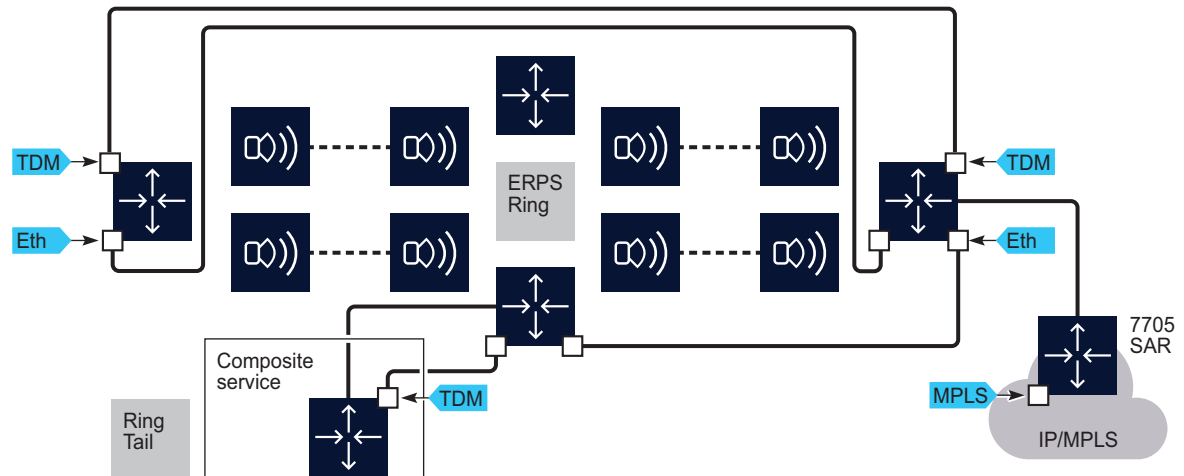 TDM
TDM
ERPS
Ring
Eth
Eth
7705
SAR
Composite
service
TDM
MPLS
Ring
Tail
IP/MPLS